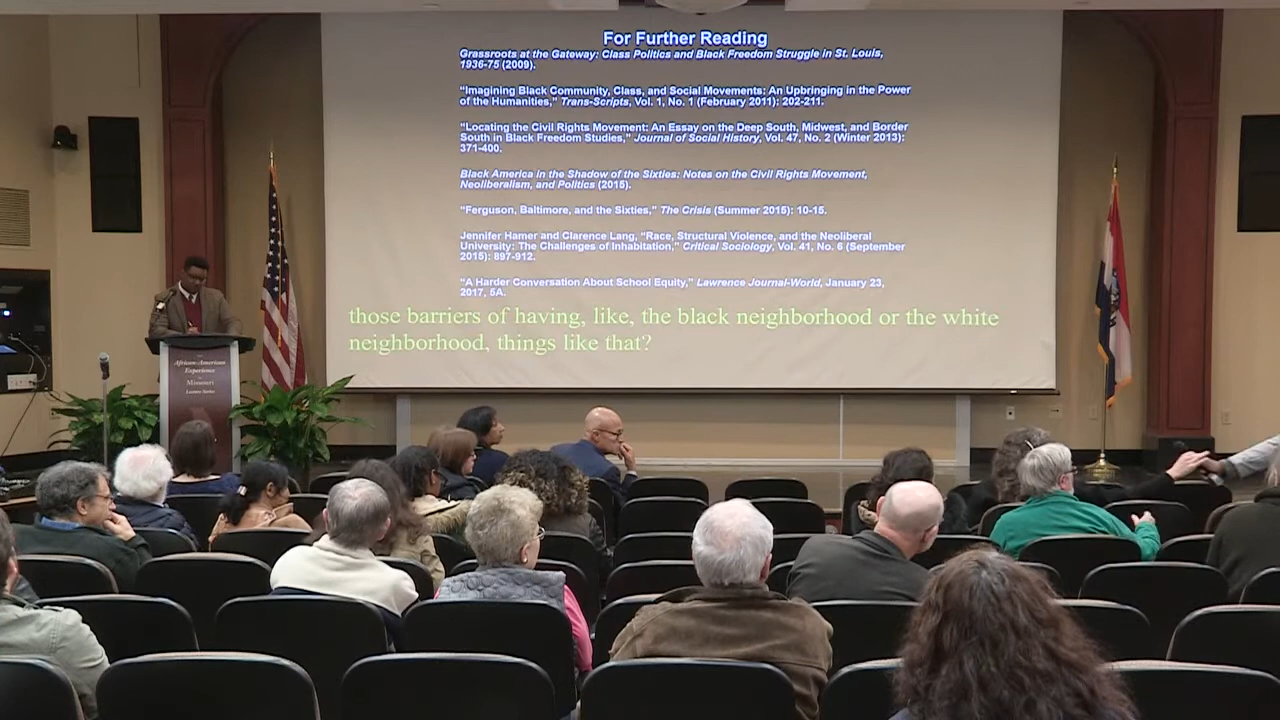 For Further Reading
Grassroots at the Gateway: Class Politics and Black Freedom Struggle in St. Louis,
1936-75 (2009).
"Imagining Black Community, Class, and Social Movements: An Upbringing in the Power
of the Humanities," Trans-Scripts, Vol. 1, No. 1 (February 2011): 202-211.
"Locating the Civil Rights Movement: An Essay on the Deep South, Midwest, and Border
South in Black Freedom Studies," Journal of Social History, Vol. 47, No. 2 (Winter 2013):
371-400.
Black America in the Shadow of the Sixties: Notes on the Civil Rights Movement,
Neoliberalism, and Politics (2015).
"Ferguson, Baltimore, and the Sixties," The Crisis (Summer 2015): 10-15.
Jennifer Hamer and Clarence Lang, "Race, Structural Violence, and the Neoliberal
University: The Challenges of Inhabitation," Critical Sociology, Vol. 41, No. 6 (September
2015): 897-912.
"A Harder Conversation About School Equity," Lawrence Journal-World, January 23,
2017, 5A.
those barriers of having, like, the black neighborhood or the white
neighborhood, things like that?
African-American
Experience
Missouri
Lecture Series